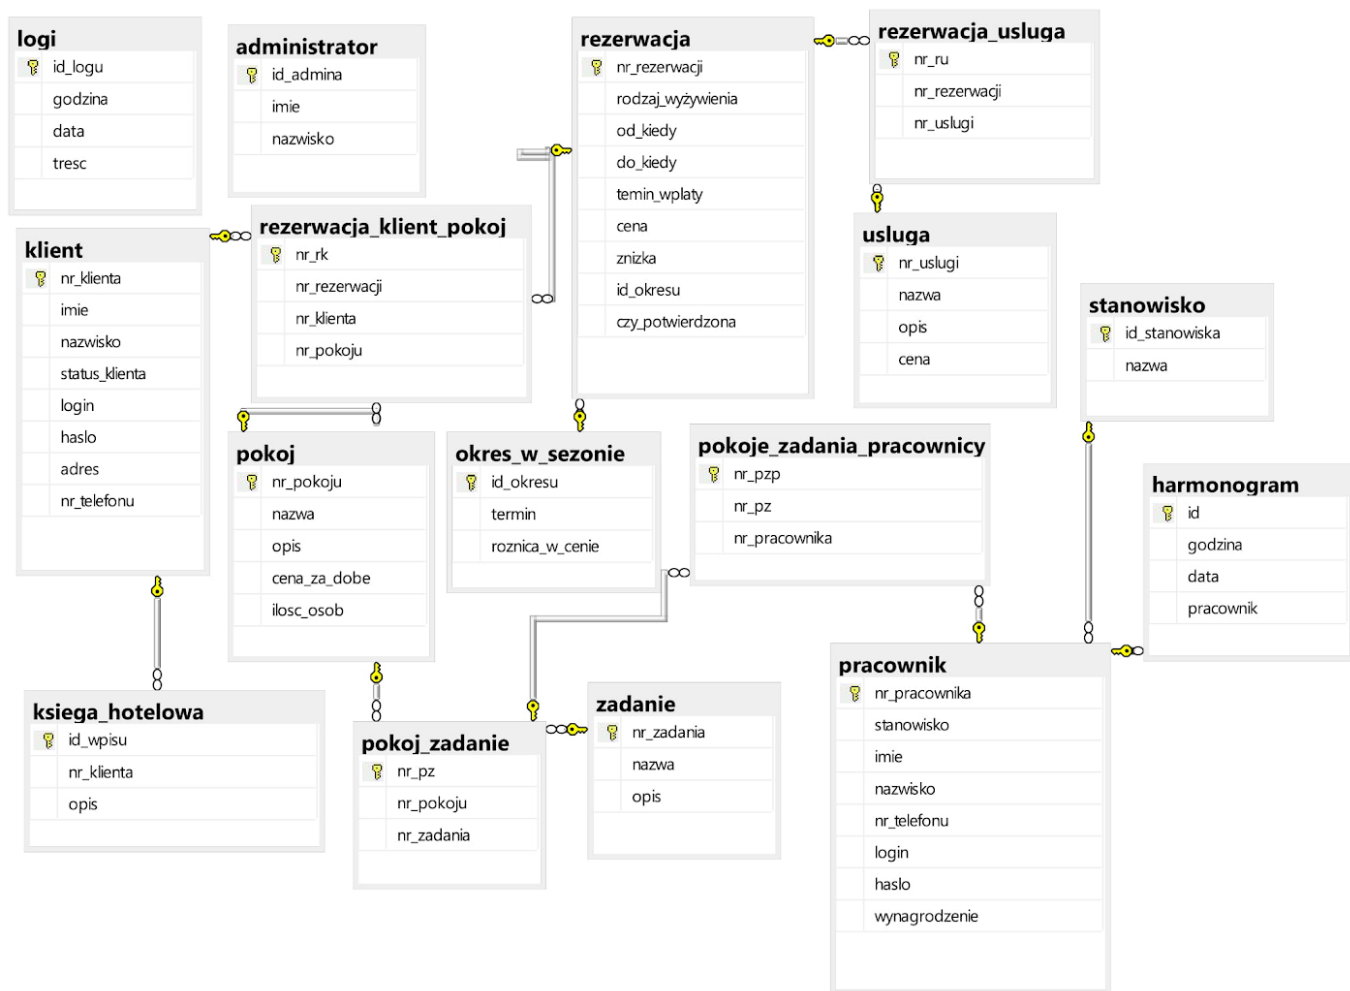 logi
id_logu
godzina
data
tresc
administrator
id_admina
imie
nazwisko
rezerwacja
nr_rezerwacji
rodzaj_wyżywienia
od_kiedy
do_kiedy
temin_wplaty
cena
znizka
id_okresu
czy_potwierdzona
rezerwacja_usluga
nr_ru
nr_rezerwacji
nr_uslugi
klient
nr_klienta
imie
nazwisko
status_klienta
login
haslo
adres
nr_telefonu
rezerwacja_klient_pokoj
nr_rk
nr_rezerwacji
nr_klienta
nr_pokoju
usluga
nr_uslugi
nazwa
opis
cena
stanowisko
id_stanowiska
nazwa
pokoj
nr_pokoju
nazwa
opis
cena_za_dobe
ilosc_osob
okres_w_sezonie
id_okresu
termin
roznica_w_cenie
pokoje_zadania_pracownicy
nr_pzp
nr_pz
nr_pracownika
harmonogram
id
godzina
data
pracownik
ksiega_hotelowa
id_wpisu
nr_klienta
opis
pokoj_zadanie
nr_pz
nr_pokoju
nr_zadania
zadanie
nr_zadania
nazwa
opis
pracownik
nr_pracownika
stanowisko
imie
nazwisko
nr_telefonu
login
haslo
wynagrodzenie